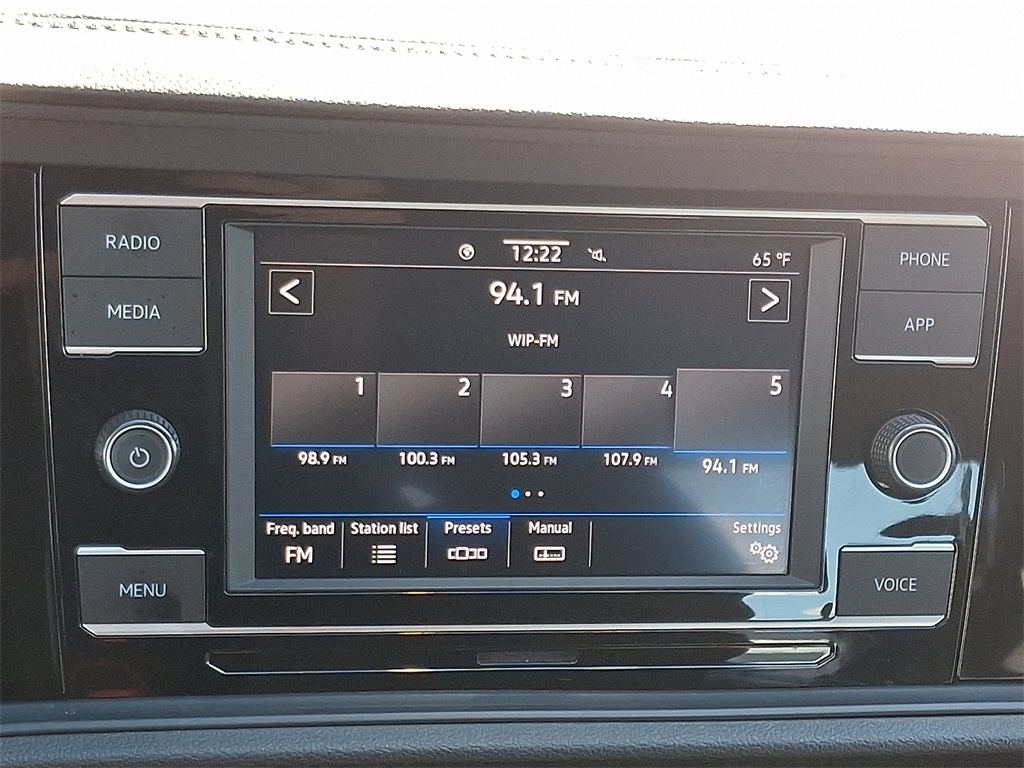 RADIO
MEDIA
MENU
12:22
65 °F
<
94.1 FM
>
WIP-FM
1
2
3
4
5
98.9 FM
100.3 FM
105.3 FM
107.9 FM
94.1 FM
Freq. band
Station list
Presets
Manual
Settings
FM
PHONE
APP
VOICE